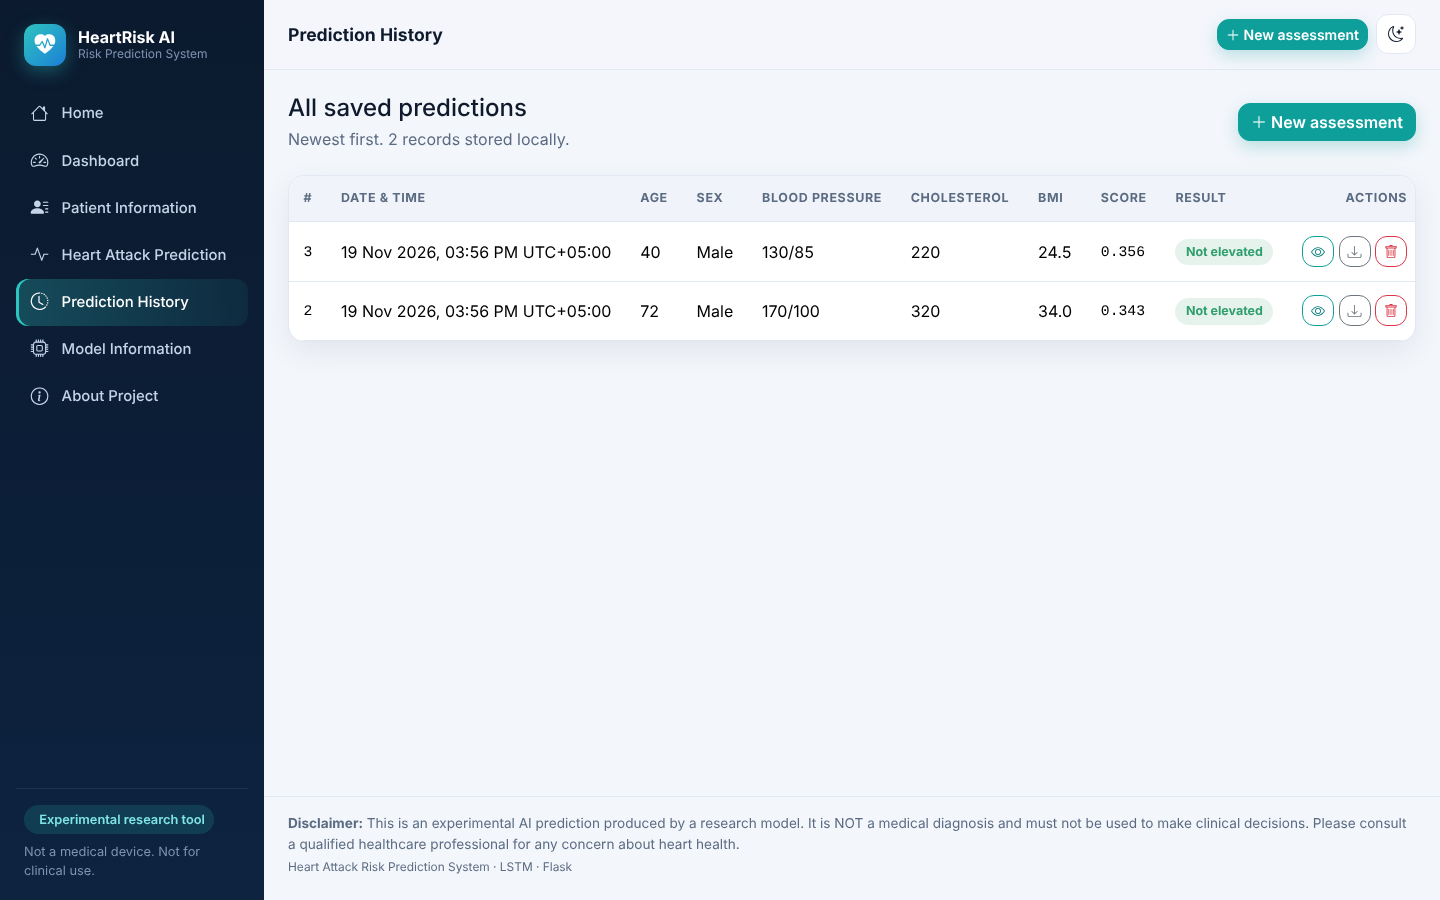 HeartRisk AI
Risk Prediction System
Home
Dashboard
Patient Information
Heart Attack Prediction
Prediction History
Model Information
About Project
Experimental research tool
Not a medical device. Not for
clinical use.
Prediction History
New assessment
All saved predictions
Newest first. 2 records stored locally.
New assessment
# DATE & TIME AGE SEX BLOOD PRESSURE CHOLESTEROL BMI SCORE RESULT ACTIONS
3 19 Nov 2026, 03:56 PM UTC+05:00 40 Male 130/85 220 24.5 0.356 Not elevated
2 19 Nov 2026, 03:56 PM UTC+05:00 72 Male 170/100 320 34.0 0.343 Not elevated
Disclaimer: This is an experimental AI prediction produced by a research model. It is NOT a medical diagnosis and must not be used to make clinical decisions. Please consult
a qualified healthcare professional for any concern about heart health.
Heart Attack Risk Prediction System · LSTM · Flask